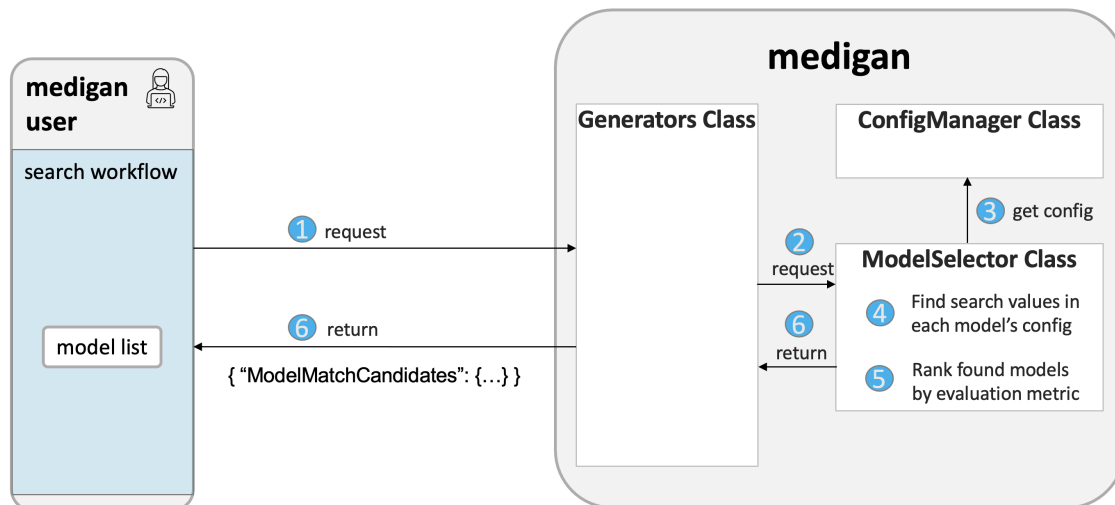 medigan
user
search workflow
model list
1 request
6 return
{ “ModelMatchCandidates”: {…} }
medigan
Generators Class
ConfigManager Class
3 get config
2
request
6
return
ModelSelector Class
4 Find search values in
each model’s config
5 Rank found models
by evaluation metric